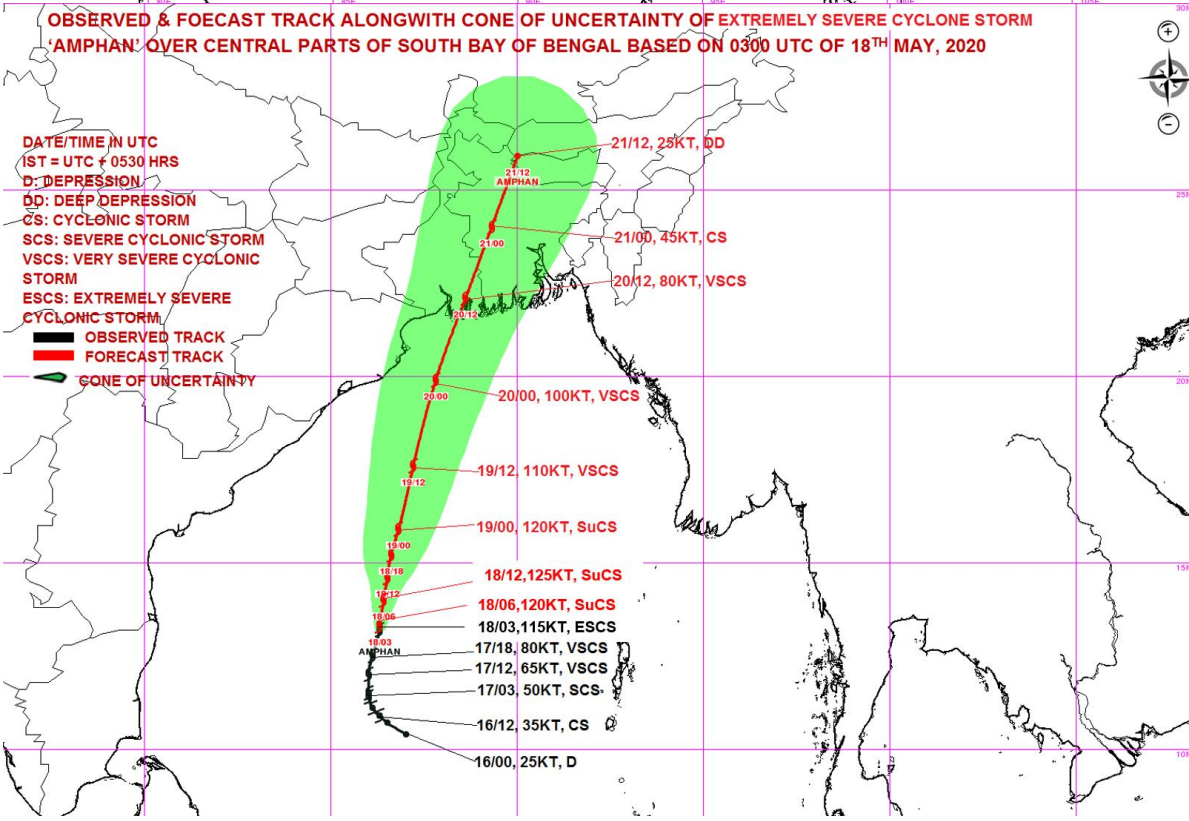 OBSERVED & FOECAST TRACK ALONGWITH CONE OF UNCERTAINTY OF EXTREMELY SEVERE CYCLONE STORM
‘AMPHAN’ OVER CENTRAL PARTS OF SOUTH BAY OF BENGAL BASED ON 0300 UTC OF 18TH MAY, 2020
DATE/TIME IN UTC
IST = UTC + 0530 HRS
D: DEPRESSION
DD: DEEP DEPRESSION
CS: CYCLONIC STORM
SCS: SEVERE CYCLONIC STORM
VSCS: VERY SEVERE CYCLONIC
STORM
ESCS: EXTREMELY SEVERE
CYCLONIC STORM
OBSERVED TRACK
FORECAST TRACK
CONE OF UNCERTAINTY
21/12, 25KT, DD
21/12
AMPHAN
21/00, 45KT, CS
21/00
20/12, 80KT, VSCS
20/12
20/00, 100KT, VSCS
20/00
19/12, 110KT, VSCS
19/12
19/00, 120KT, SuCS
19/00
18/18
18/12,125KT, SuCS
18/12
18/06,120KT, SuCS
18/06
18/03,115KT, ESCS
18/03
AMPHAN
17/18, 80KT, VSCS
17/12, 65KT, VSCS
17/03, 50KT, SCS
16/12, 35KT, CS
16/00, 25KT, D
30N
25N
20N
15N
10N